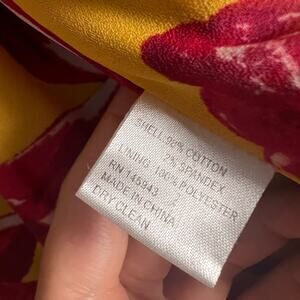 SHELL: 98% COTTON
2% SPANDEX
LINING: 100% POLYESTER
RN 145943
MADE IN CHINA
DRY CLEAN